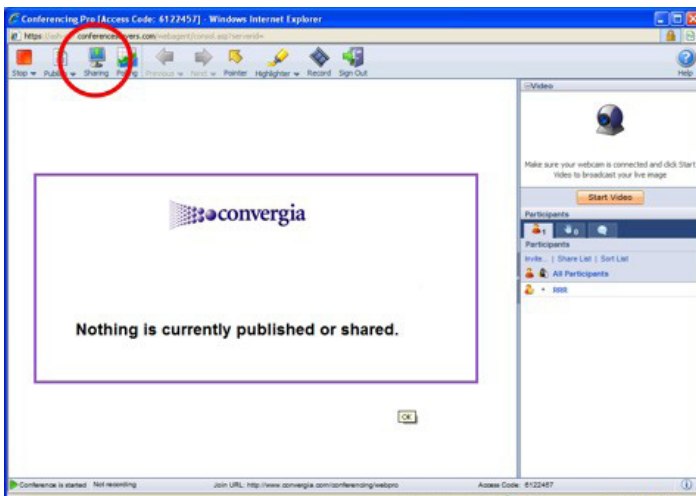 Conferencing Pro [Access Code: 6122457] - Windows Internet Explorer
conferenceservers.com/webagent/consol.asp?serverid=
Stop Publish Sharing Polling Previous Next Pointer Highlighter Record Sign Out Help
Video
Make sure your webcam is connected and click Start
Video to broadcast your live image
Start Video
Participants
1 0
Participants
Invite... | Share List | Sort List
All Participants
RRR
convergia
Nothing is currently published or shared.
OK
Conference is started Not recording Join URL: http://www.convergia.com/conferencing/webpro Access Code: 6122457